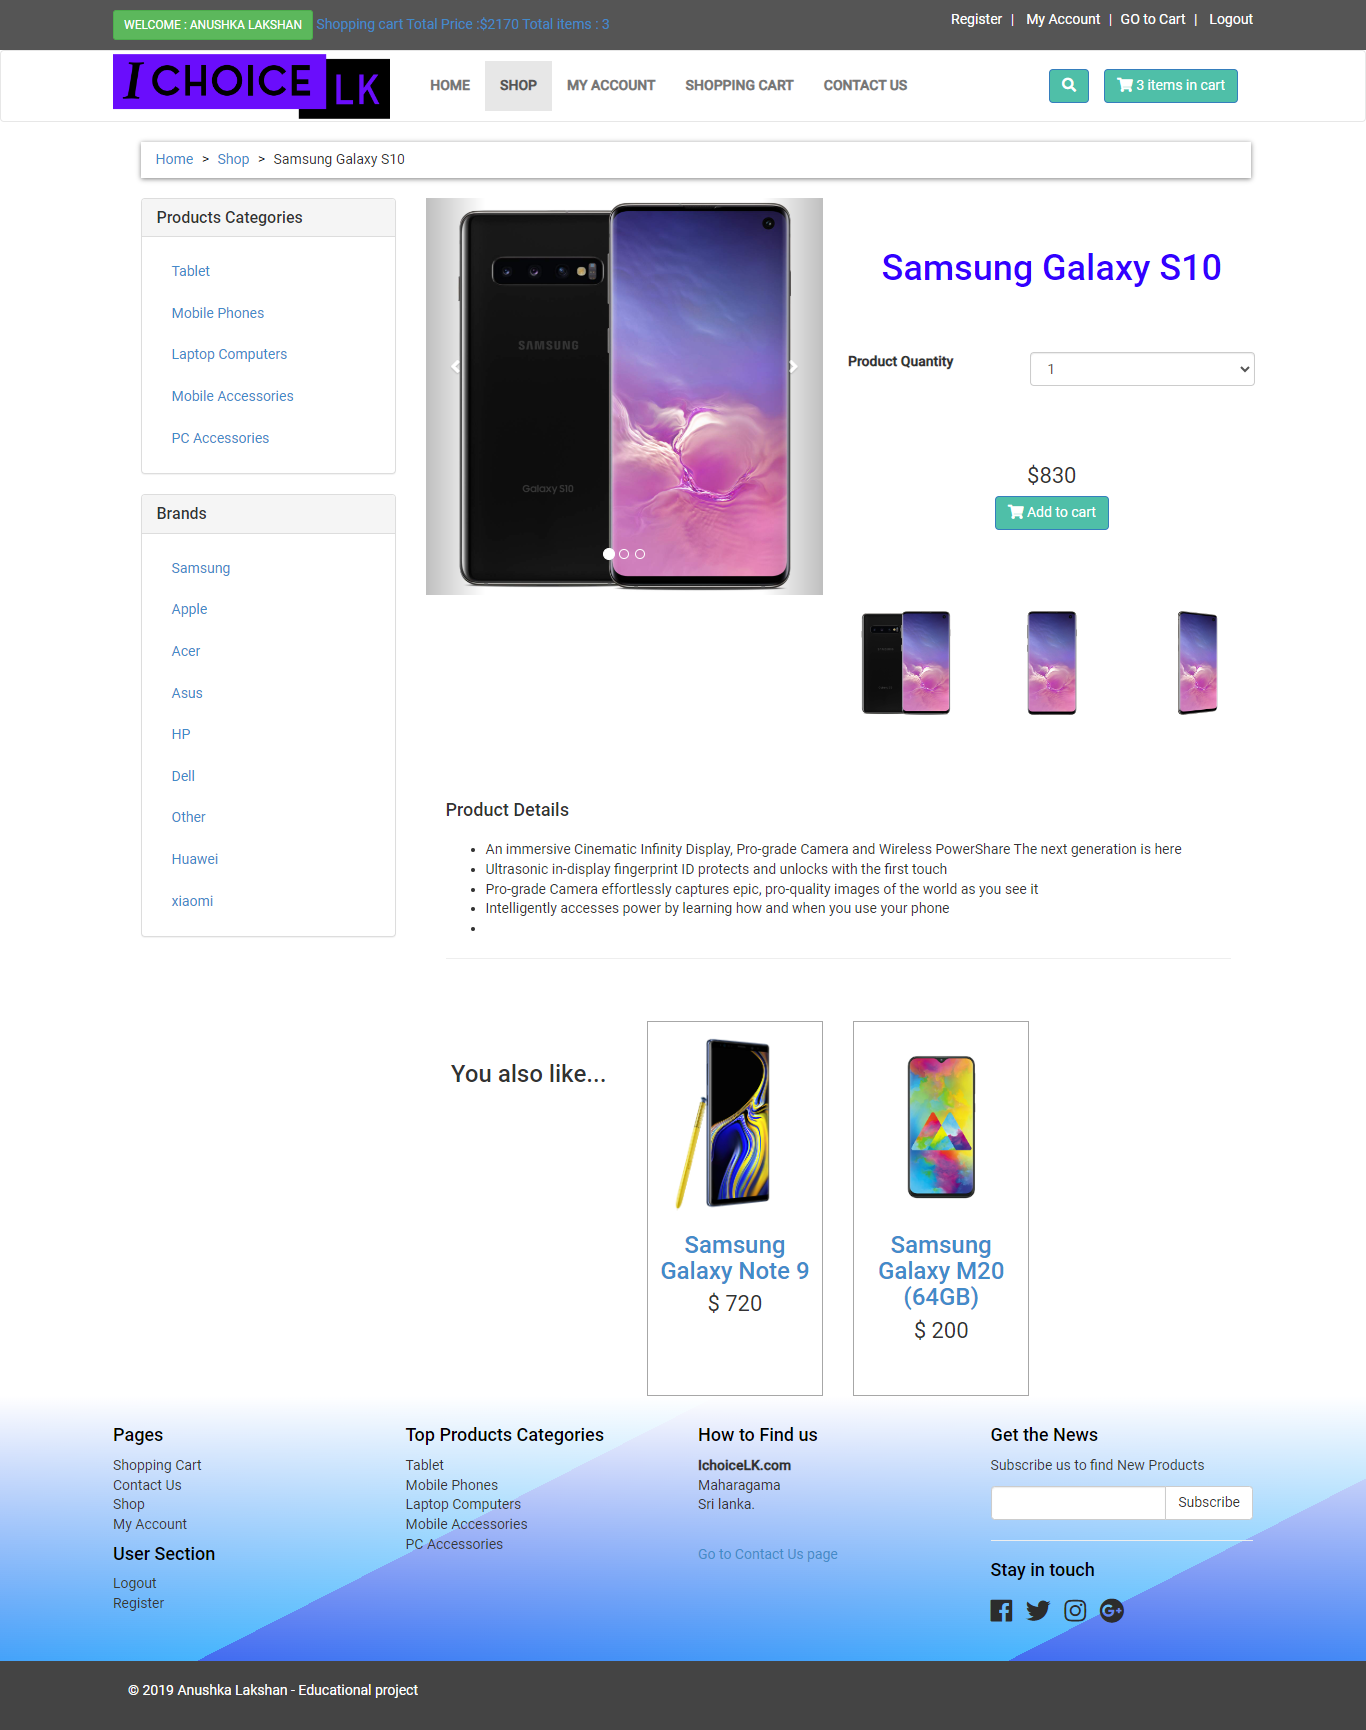 WELCOME : ANUSHKA LAKSHAN Shopping cart Total Price :$2170 Total items : 3
Register | My Account | GO to Cart | Logout
I CHOICE LK
HOME SHOP MY ACCOUNT SHOPPING CART CONTACT US
3 items in cart
Home > Shop > Samsung Galaxy S10
Products Categories
Tablet
Mobile Phones
Laptop Computers
Mobile Accessories
PC Accessories
Brands
Samsung
Apple
Acer
Asus
HP
Dell
Other
Huawei
xiaomi
SAMSUNG
Galaxy S10
Samsung Galaxy S10
Product Quantity
1
$830
Add to cart
Product Details
An immersive Cinematic Infinity Display, Pro-grade Camera and Wireless PowerShare The next generation is here
Ultrasonic in-display fingerprint ID protects and unlocks with the first touch
Pro-grade Camera effortlessly captures epic, pro-quality images of the world as you see it
Intelligently accesses power by learning how and when you use your phone
You also like...
Samsung
Galaxy Note 9
$ 720
Samsung
Galaxy M20
(64GB)
$ 200
Pages
Shopping Cart
Contact Us
Shop
My Account
User Section
Logout
Register
Top Products Categories
Tablet
Mobile Phones
Laptop Computers
Mobile Accessories
PC Accessories
How to Find us
IchoiceLK.com
Maharagama
Sri lanka.
Go to Contact Us page
Get the News
Subscribe us to find New Products
Subscribe
Stay in touch
© 2019 Anushka Lakshan - Educational project